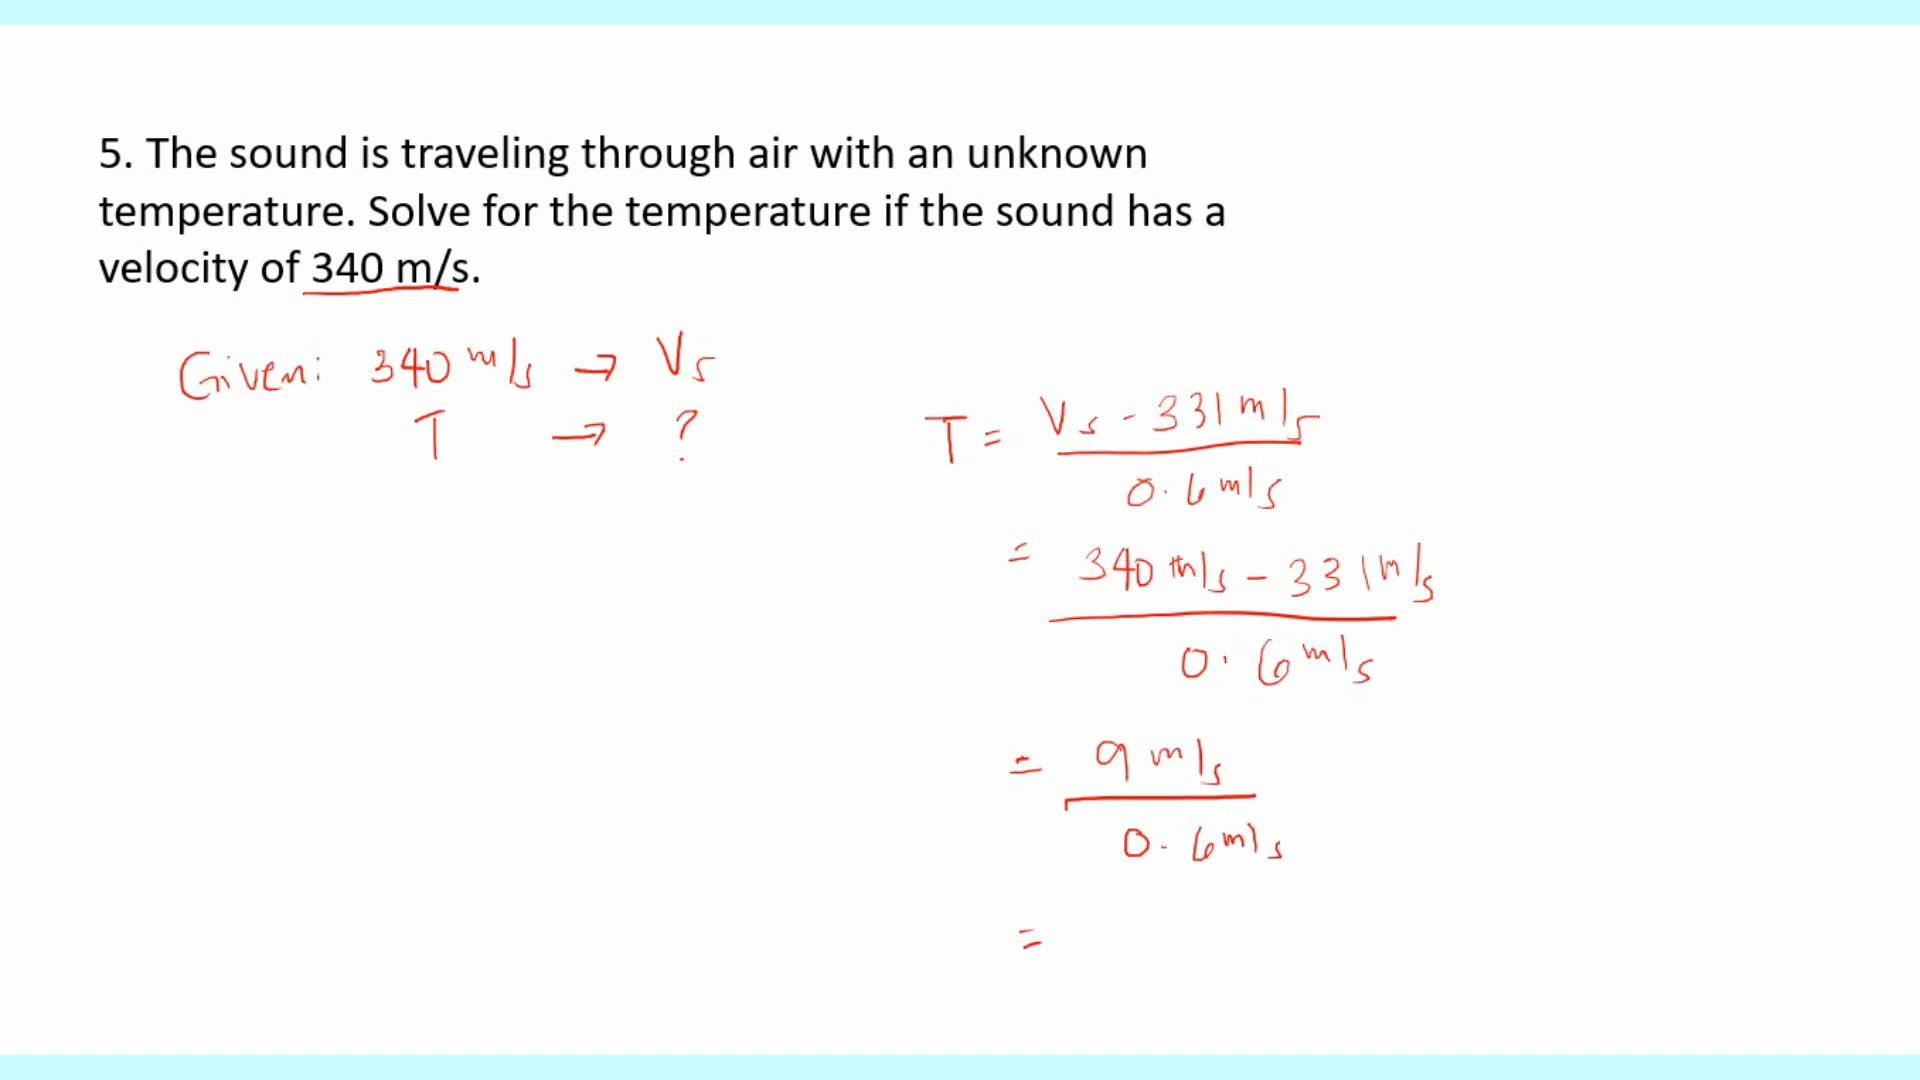 5. The sound is traveling through air with an unknown
temperature. Solve for the temperature if the sound has a
velocity of 340 m/s.
Given: 340 m/s → Vs
T → ?
T = Vs - 331 m/s
0.6 m/s
= 340 m/s - 331 m/s
0.6 m/s
= 9 m/s
0.6 m/s
=